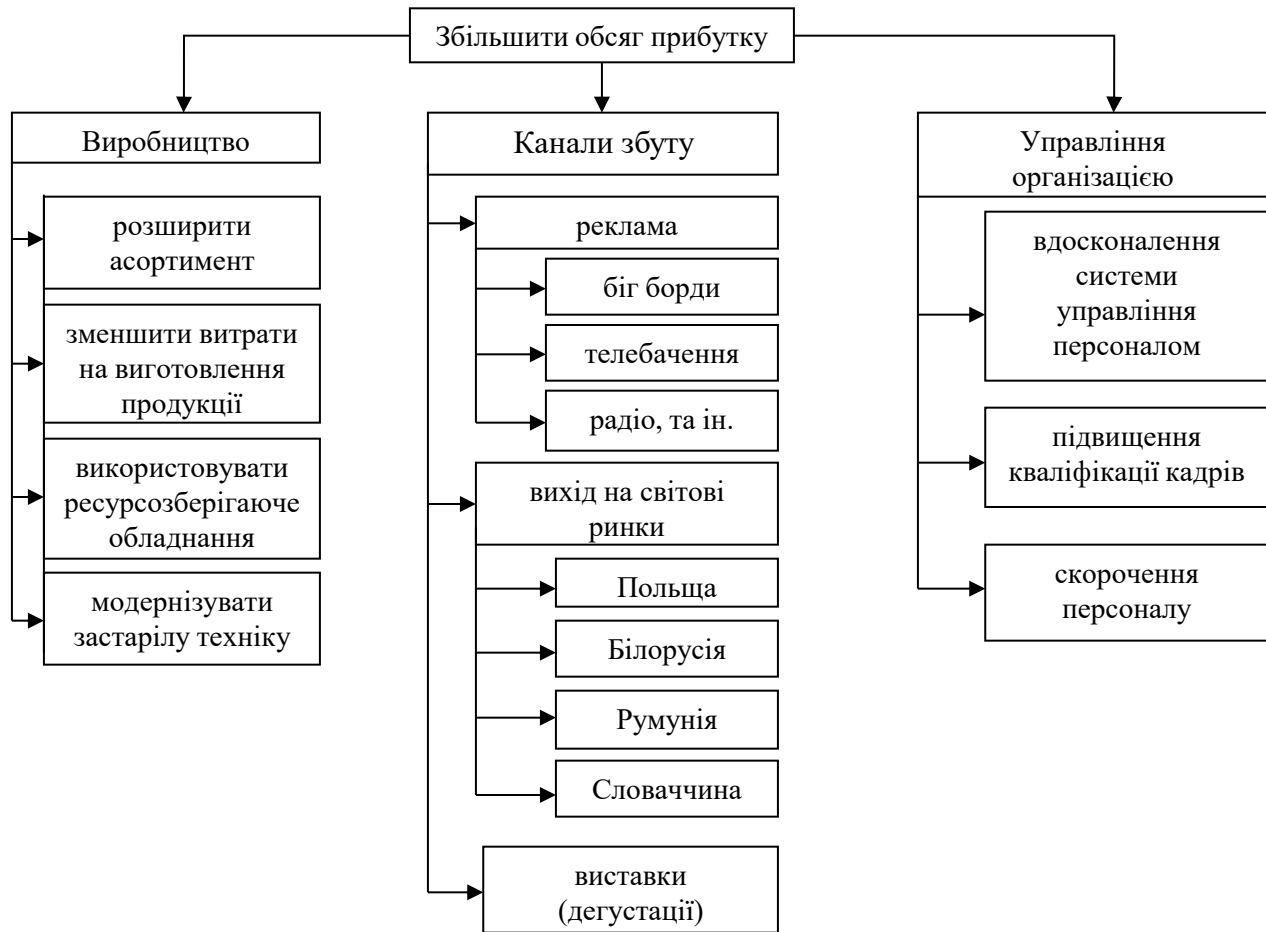 Збільшити обсяг прибутку
Виробництво
розширити
асортимент
зменшити витрати
на виготовлення
продукції
використовувати
ресурсозберігаюче
обладнання
модернізувати
застарілу техніку
Канали збуту
реклама
біг борди
телебачення
радіо, та ін.
вихід на світові
ринки
Польща
Білорусія
Румунія
Словаччина
виставки
(дегустації)
Управління
організацією
вдосконалення
системи
управління
персоналом
підвищення
кваліфікації кадрів
скорочення
персоналу